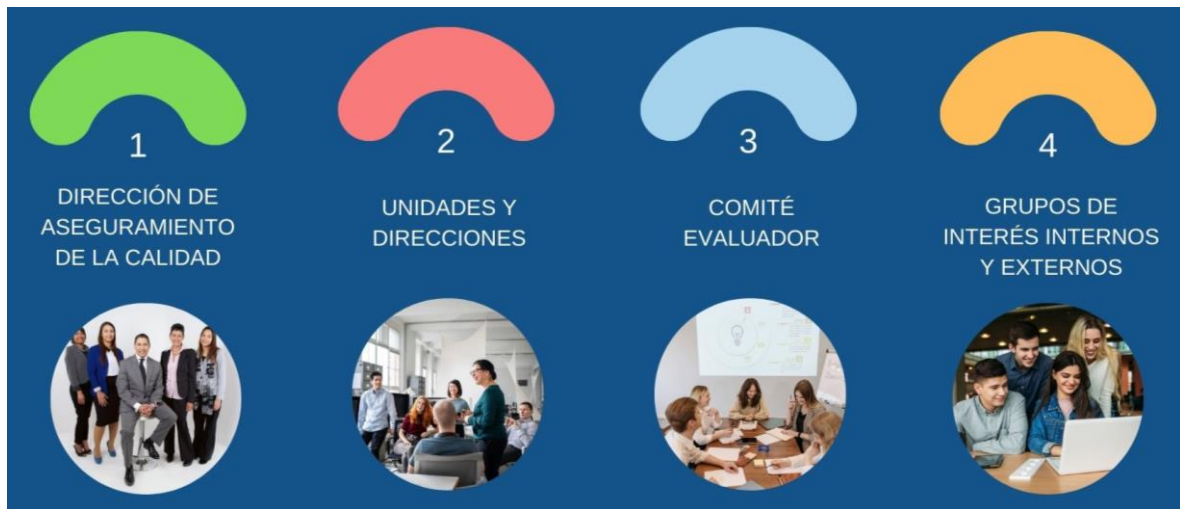 1
DIRECCIÓN DE
ASEGURAMIENTO
DE LA CALIDAD
2
UNIDADES Y
DIRECCIONES
3
COMITÉ
EVALUADOR
4
GRUPOS DE
INTERÉS INTERNOS
Y EXTERNOS